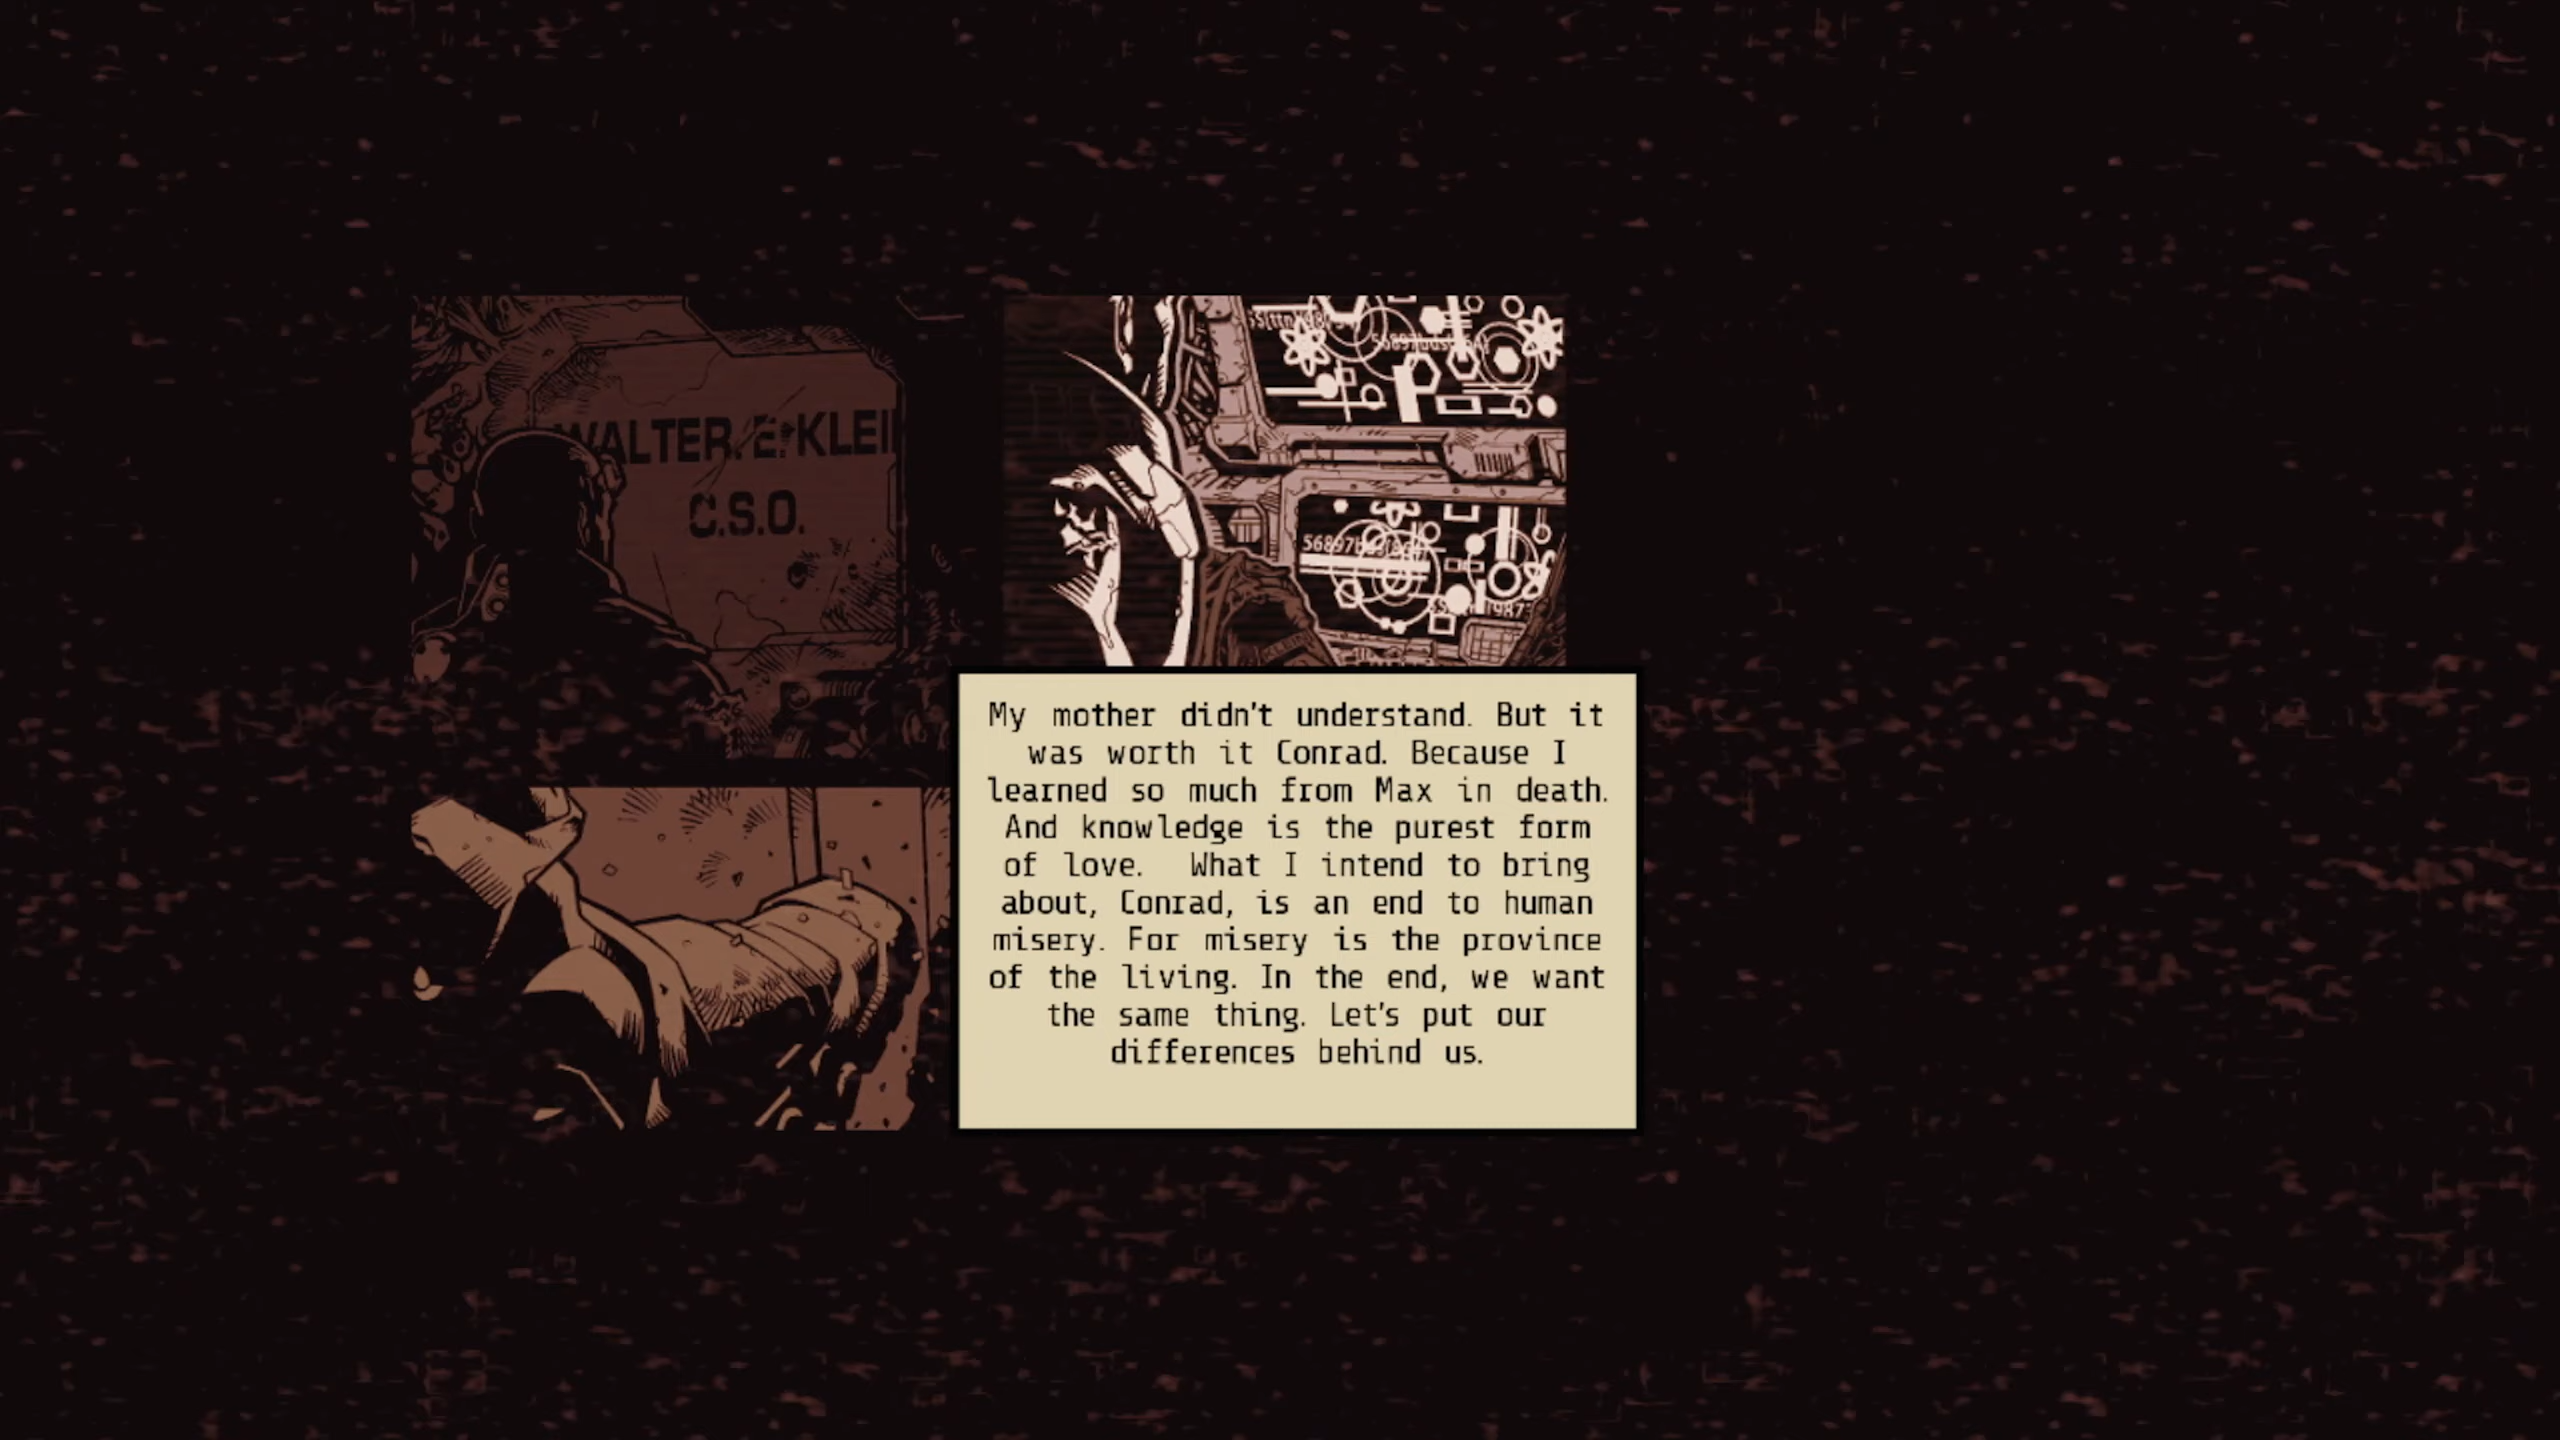 WALTER. E. KLEI
C.S.O.
My mother didn't understand. But it
was worth it Conrad. Because I
learned so much from Max in death.
And knowledge is the purest form
of love. What I intend to bring
about, Conrad, is an end to human
misery. For misery is the province
of the living. In the end, we want
the same thing. Let's put our
differences behind us.